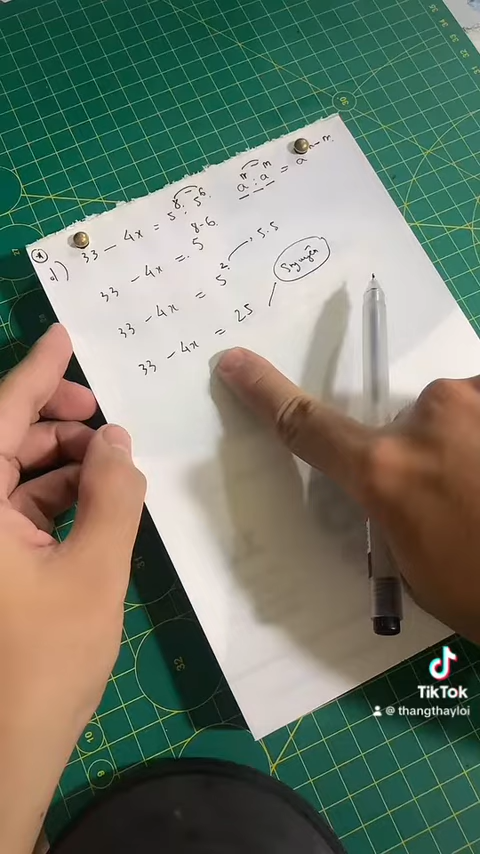 *
d) 33 - 4x = 5⁸ : 5⁶
aⁿ : aᵐ = aⁿ⁻ᵐ
33 - 4x = 5⁸⁻⁶
33 - 4x = 5² 5.5
33 - 4x = 25
TikTok
@thangthayloi